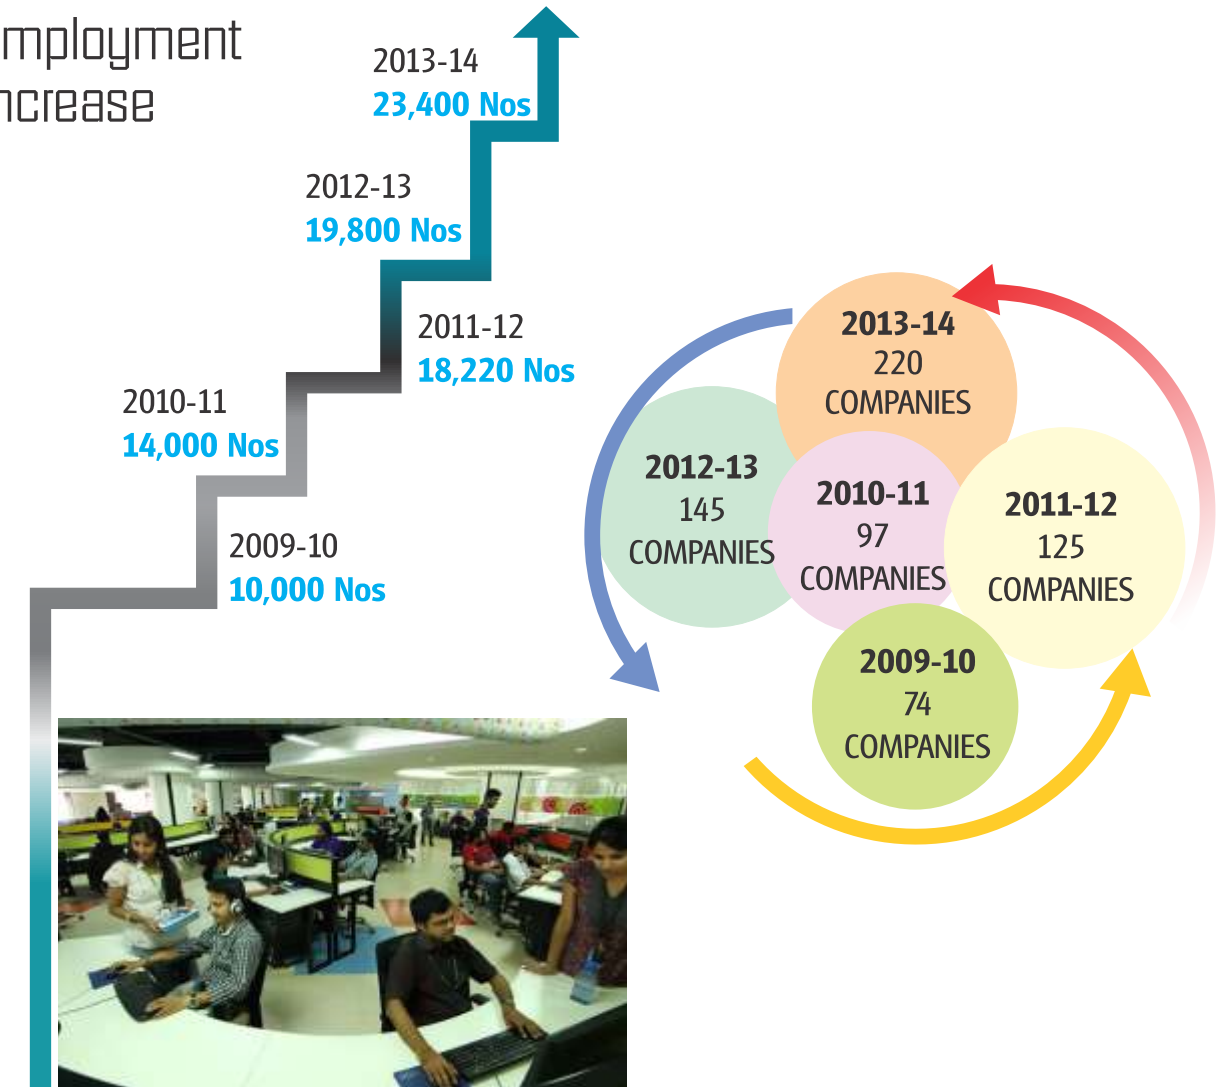 mployment
ncrease
2013-14
23,400 Nos
2012-13
19,800 Nos
2011-12
18,220 Nos
2010-11
14,000 Nos
2009-10
10,000 Nos
2013-14
220
COMPANIES
2012-13
145
COMPANIES
2010-11
97
COMPANIES
2011-12
125
COMPANIES
2009-10
74
COMPANIES